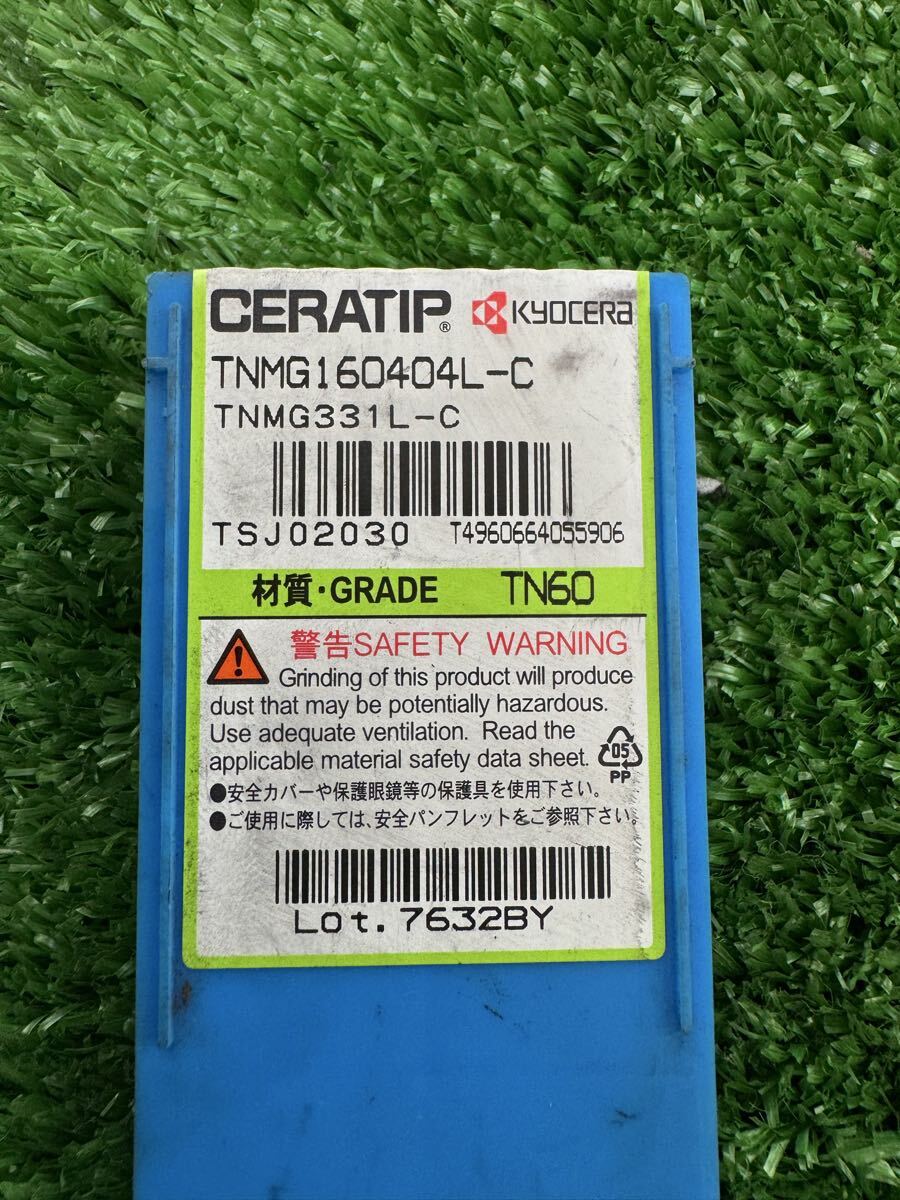 CERATIP® KYOCERA
TNMG160404L-C
TNMG331L-C
TSJ02030 T4960664055906
材質・GRADE TN60
警告SAFETY WARNING
Grinding of this product will produce
dust that may be potentially hazardous.
Use adequate ventilation. Read the
applicable material safety data sheet.
05
PP
●安全カバーや保護眼鏡等の保護具を使用下さい。
●ご使用に際しては、安全パンフレットをご参照下さい。
Lot.7632BY